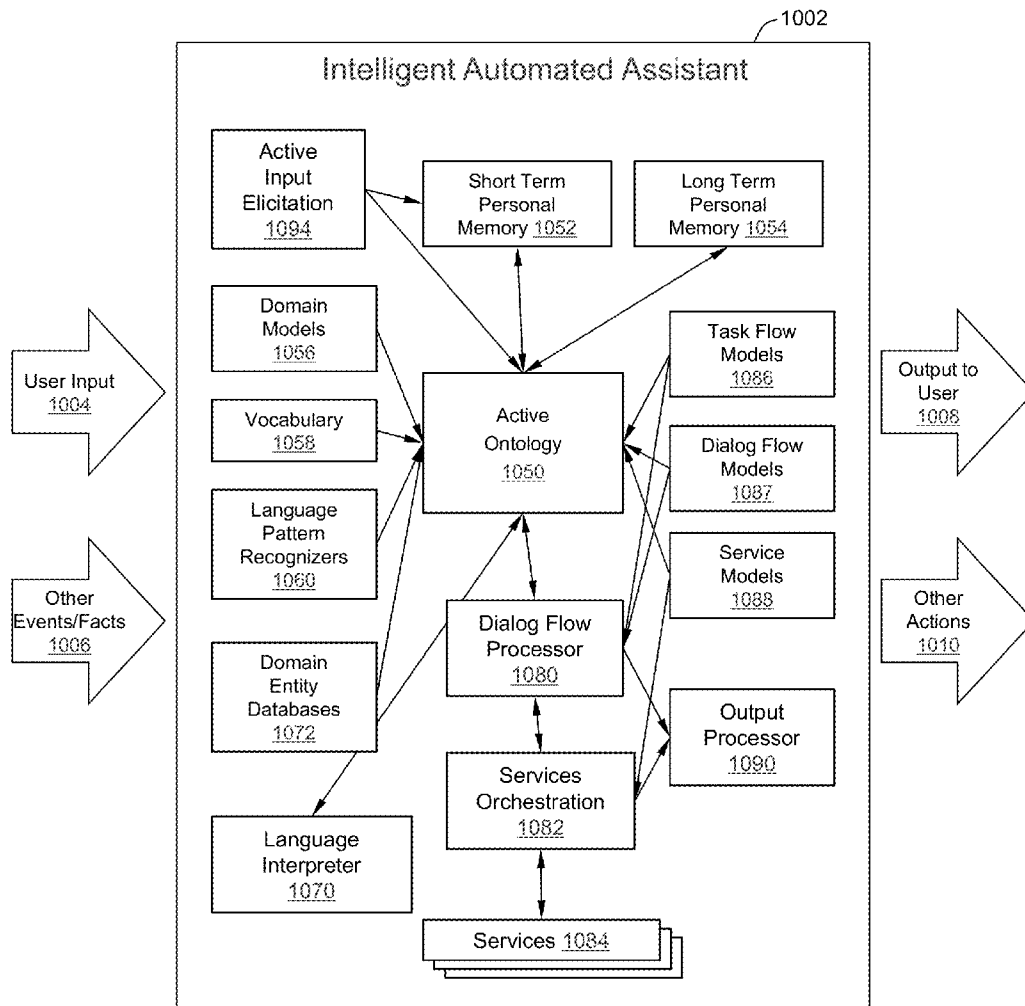 1002
Intelligent Automated Assistant
Active
Input
Elicitation
1094
Short Term
Personal
Memory 1052
Long Term
Personal
Memory 1054
Domain
Models
1056
Task Flow
Models
1086
User Input
1004
Output to
User
1008
Vocabulary
1058
Active
Ontology
1050
Dialog Flow
Models
1087
Language
Pattern
Recognizers
1060
Service
Models
1088
Other
Events/Facts
1006
Other
Actions
1010
Dialog Flow
Processor
1080
Domain
Entity
Databases
1072
Output
Processor
1090
Services
Orchestration
1082
Language
Interpreter
1070
Services 1084